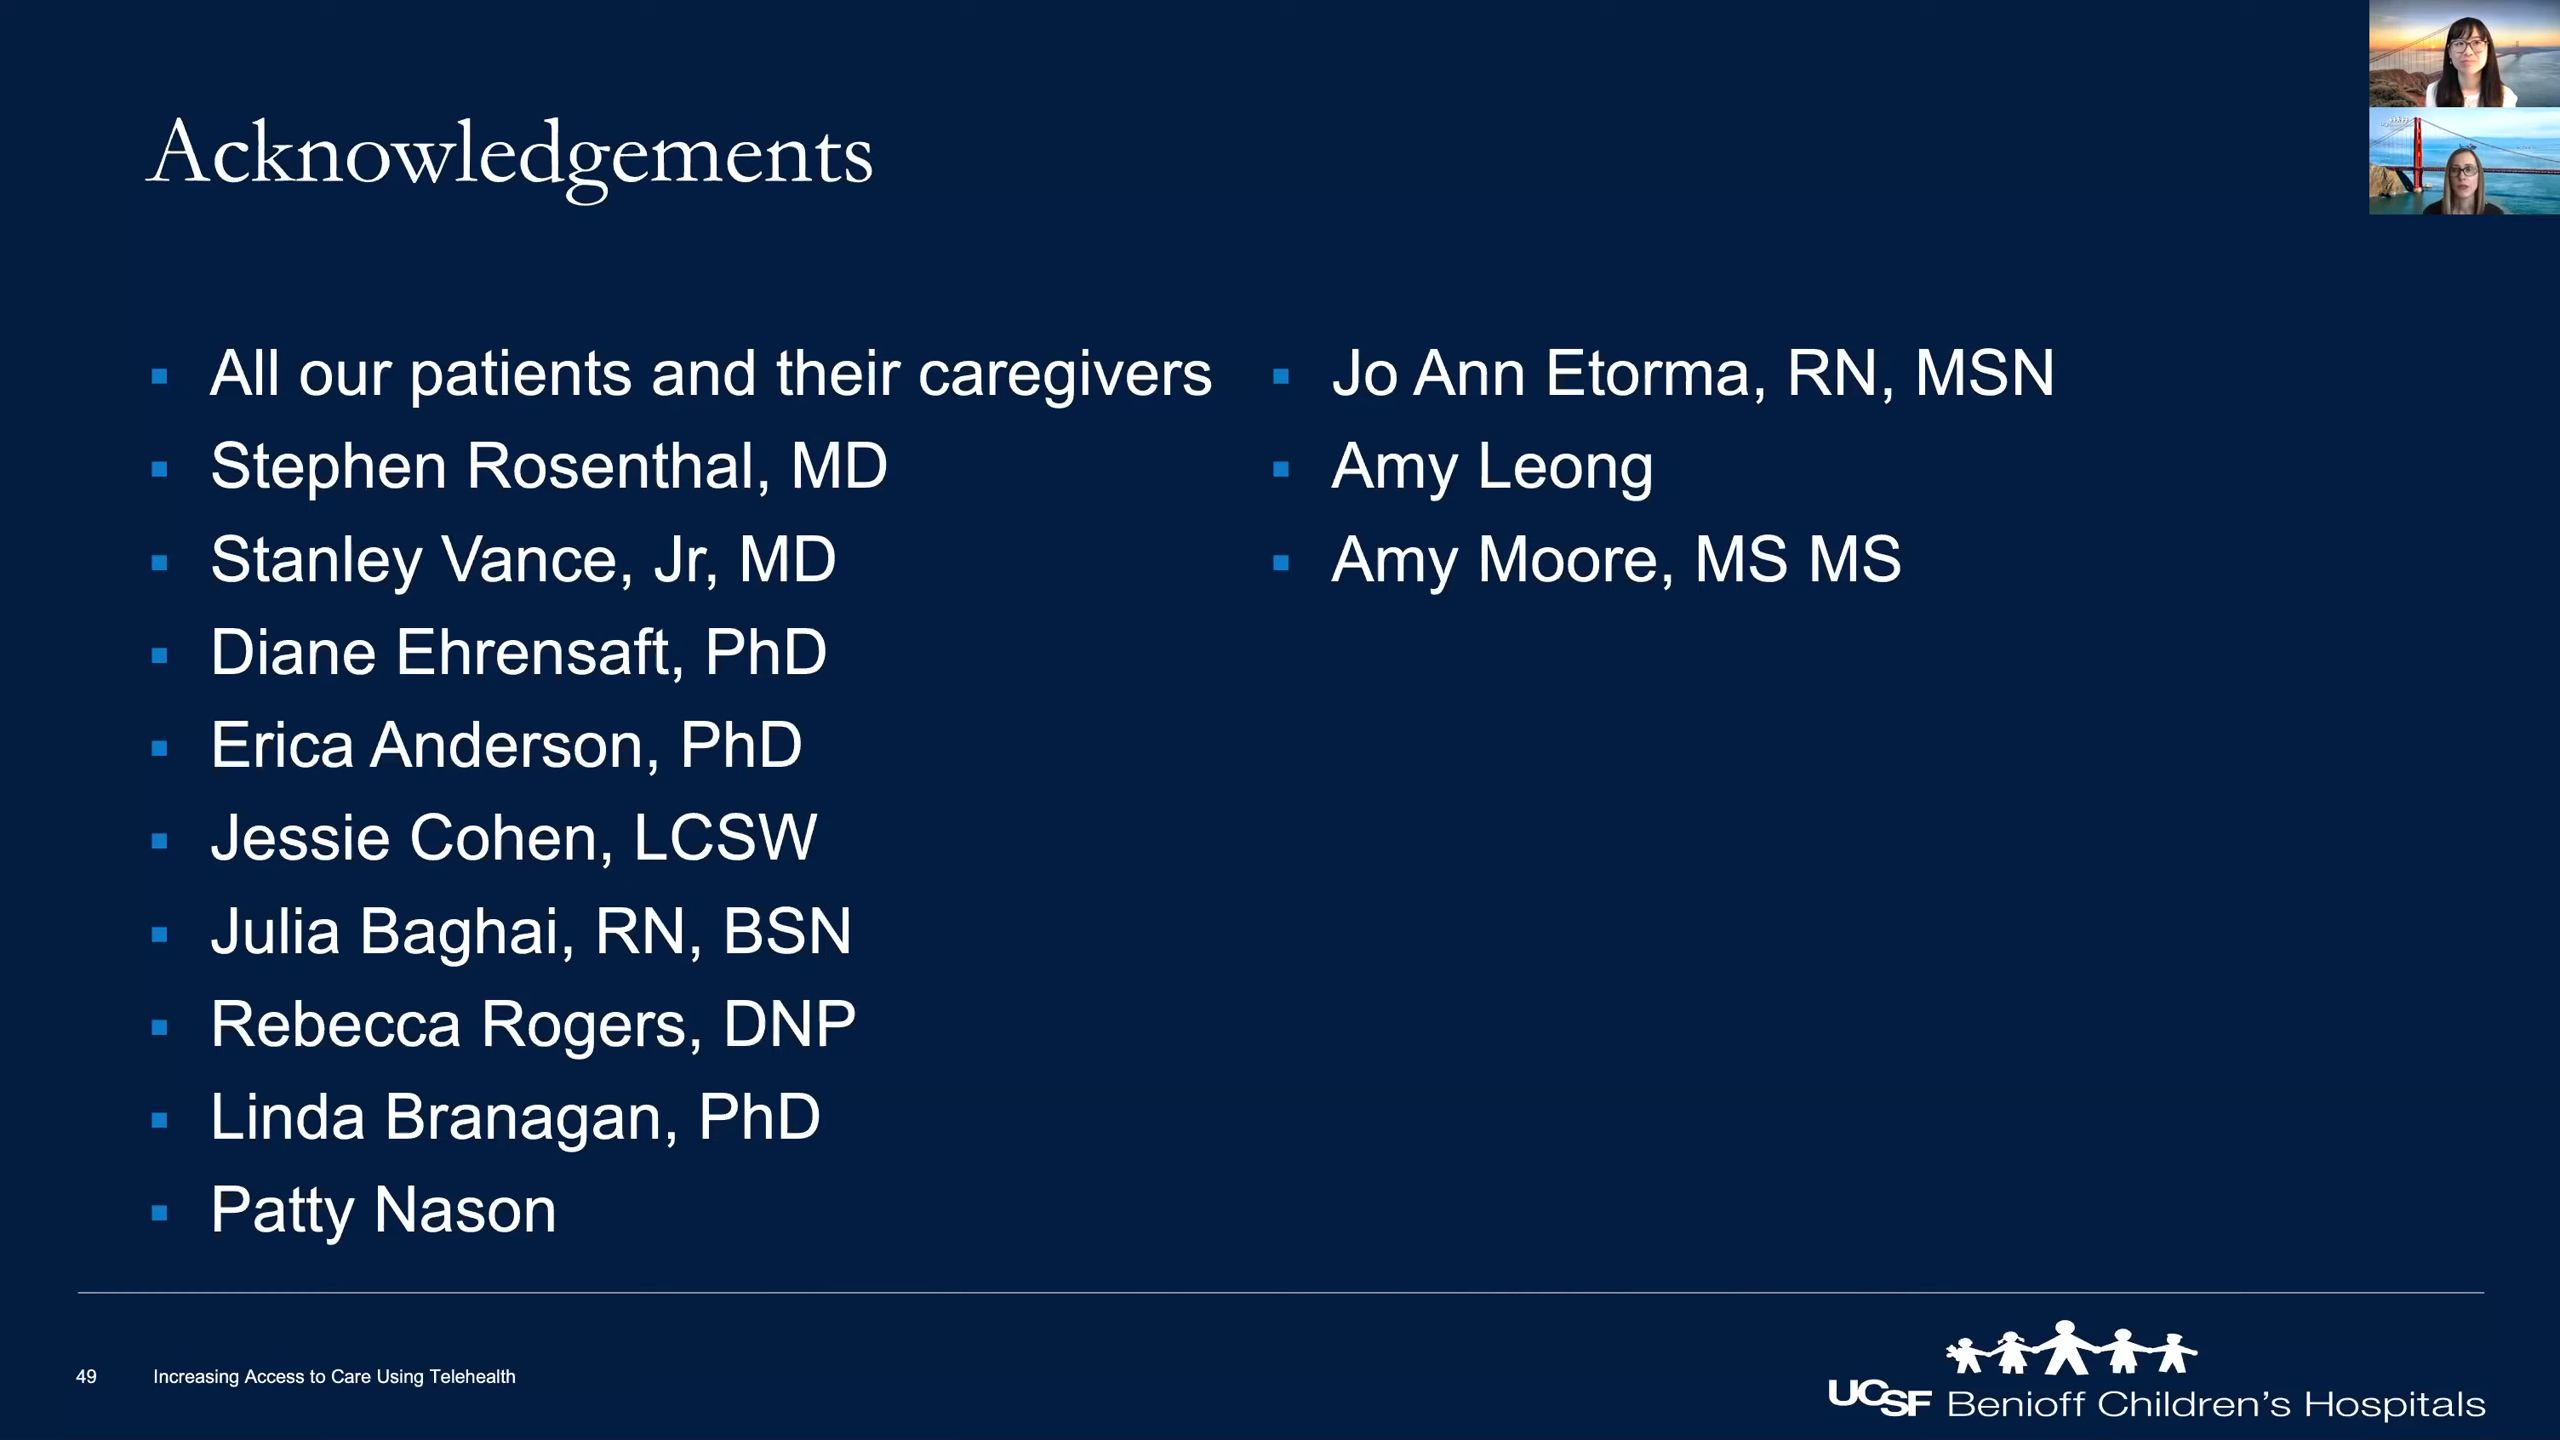 Acknowledgements
All our patients and their caregivers
Stephen Rosenthal, MD
Stanley Vance, Jr, MD
Diane Ehrensaft, PhD
Erica Anderson, PhD
Jessie Cohen, LCSW
Julia Baghai, RN, BSN
Rebecca Rogers, DNP
Linda Branagan, PhD
Patty Nason
Jo Ann Etorma, RN, MSN
Amy Leong
Amy Moore, MS MS
49 Increasing Access to Care Using Telehealth
UCSF Benioff Children's Hospitals